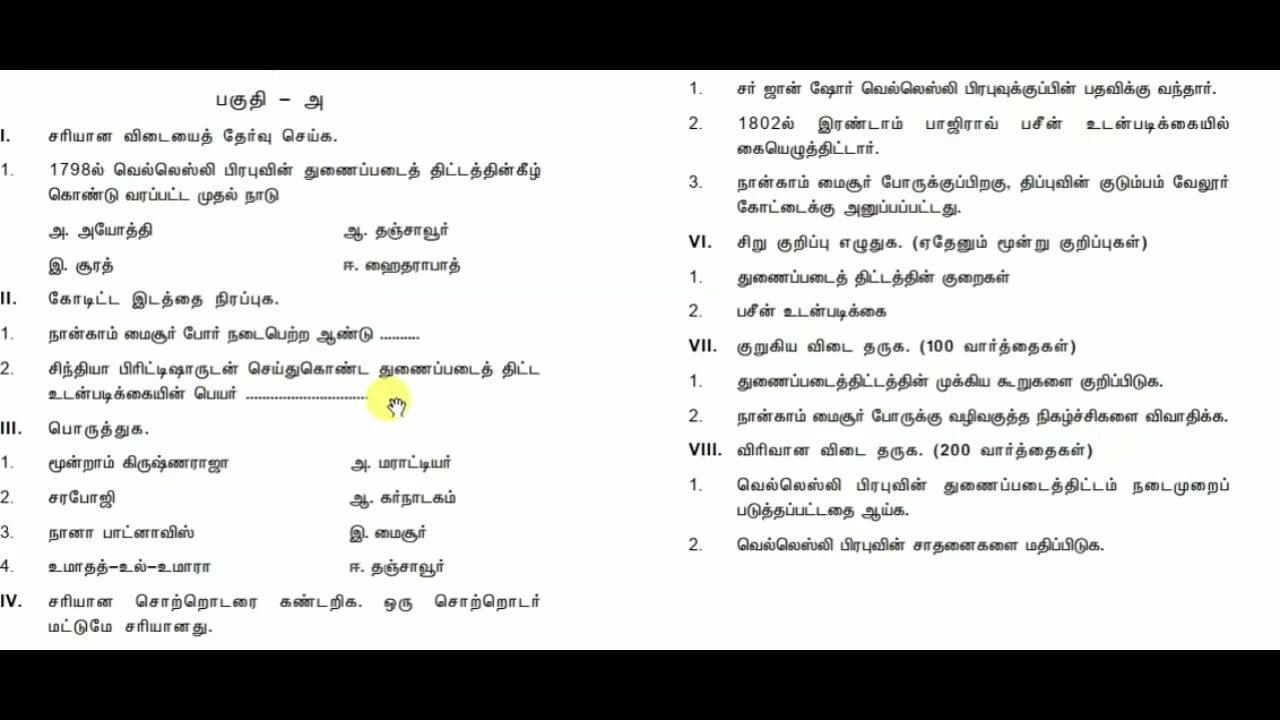 பகுதி – அ
I. சரியான விடையைத் தேர்வு செய்க.
1. 1798ல் வெல்லெஸ்லி பிரபுவின் துணைப்படைத் திட்டத்தின்கீழ்
கொண்டு வரப்பட்ட முதல் நாடு
அ. அயோத்தி ஆ. தஞ்சாவூர்
இ. சூரத் ஈ. ஹைதராபாத்
II. கோடிட்ட இடத்தை நிரப்புக.
1. நான்காம் மைசூர் போர் நடைபெற்ற ஆண்டு ..........
2. சிந்தியா பிரிட்டிஷாருடன் செய்துகொண்ட துணைப்படைத் திட்ட
உடன்படிக்கையின் பெயர் ..............................
III. பொருத்துக.
1. மூன்றாம் கிருஷ்ணராஜா அ. மராட்டியர்
2. சரபோஜி ஆ. கர்நாடகம்
3. நானா பாட்னாவிஸ் இ. மைசூர்
4. உமாதத்–உல்–உமாரா ஈ. தஞ்சாவூர்
IV. சரியான சொற்றொடரை கண்டறிக. ஒரு சொற்றொடர்
மட்டுமே சரியானது.
1. சர் ஜான் ஷோர் வெல்லெஸ்லி பிரபுவுக்குப்பின் பதவிக்கு வந்தார்.
2. 1802ல் இரண்டாம் பாஜிராவ் பசீன் உடன்படிக்கையில்
கையெழுத்திட்டார்.
3. நான்காம் மைசூர் போருக்குப்பிறகு, திப்புவின் குடும்பம் வேலூர்
கோட்டைக்கு அனுப்பப்பட்டது.
VI. சிறு குறிப்பு எழுதுக. (ஏதேனும் மூன்று குறிப்புகள்)
1. துணைப்படைத் திட்டத்தின் குறைகள்
2. பசீன் உடன்படிக்கை
VII. குறுகிய விடை தருக. (100 வார்த்தைகள்)
1. துணைப்படைத்திட்டத்தின் முக்கிய கூறுகளை குறிப்பிடுக.
2. நான்காம் மைசூர் போருக்கு வழிவகுத்த நிகழ்ச்சிகளை விவாதிக்க.
VIII. விரிவான விடை தருக. (200 வார்த்தைகள்)
1. வெல்லெஸ்லி பிரபுவின் துணைப்படைத்திட்டம் நடைமுறைப்
படுத்தப்பட்டதை ஆய்க.
2. வெல்லெஸ்லி பிரபுவின் சாதனைகளை மதிப்பிடுக.